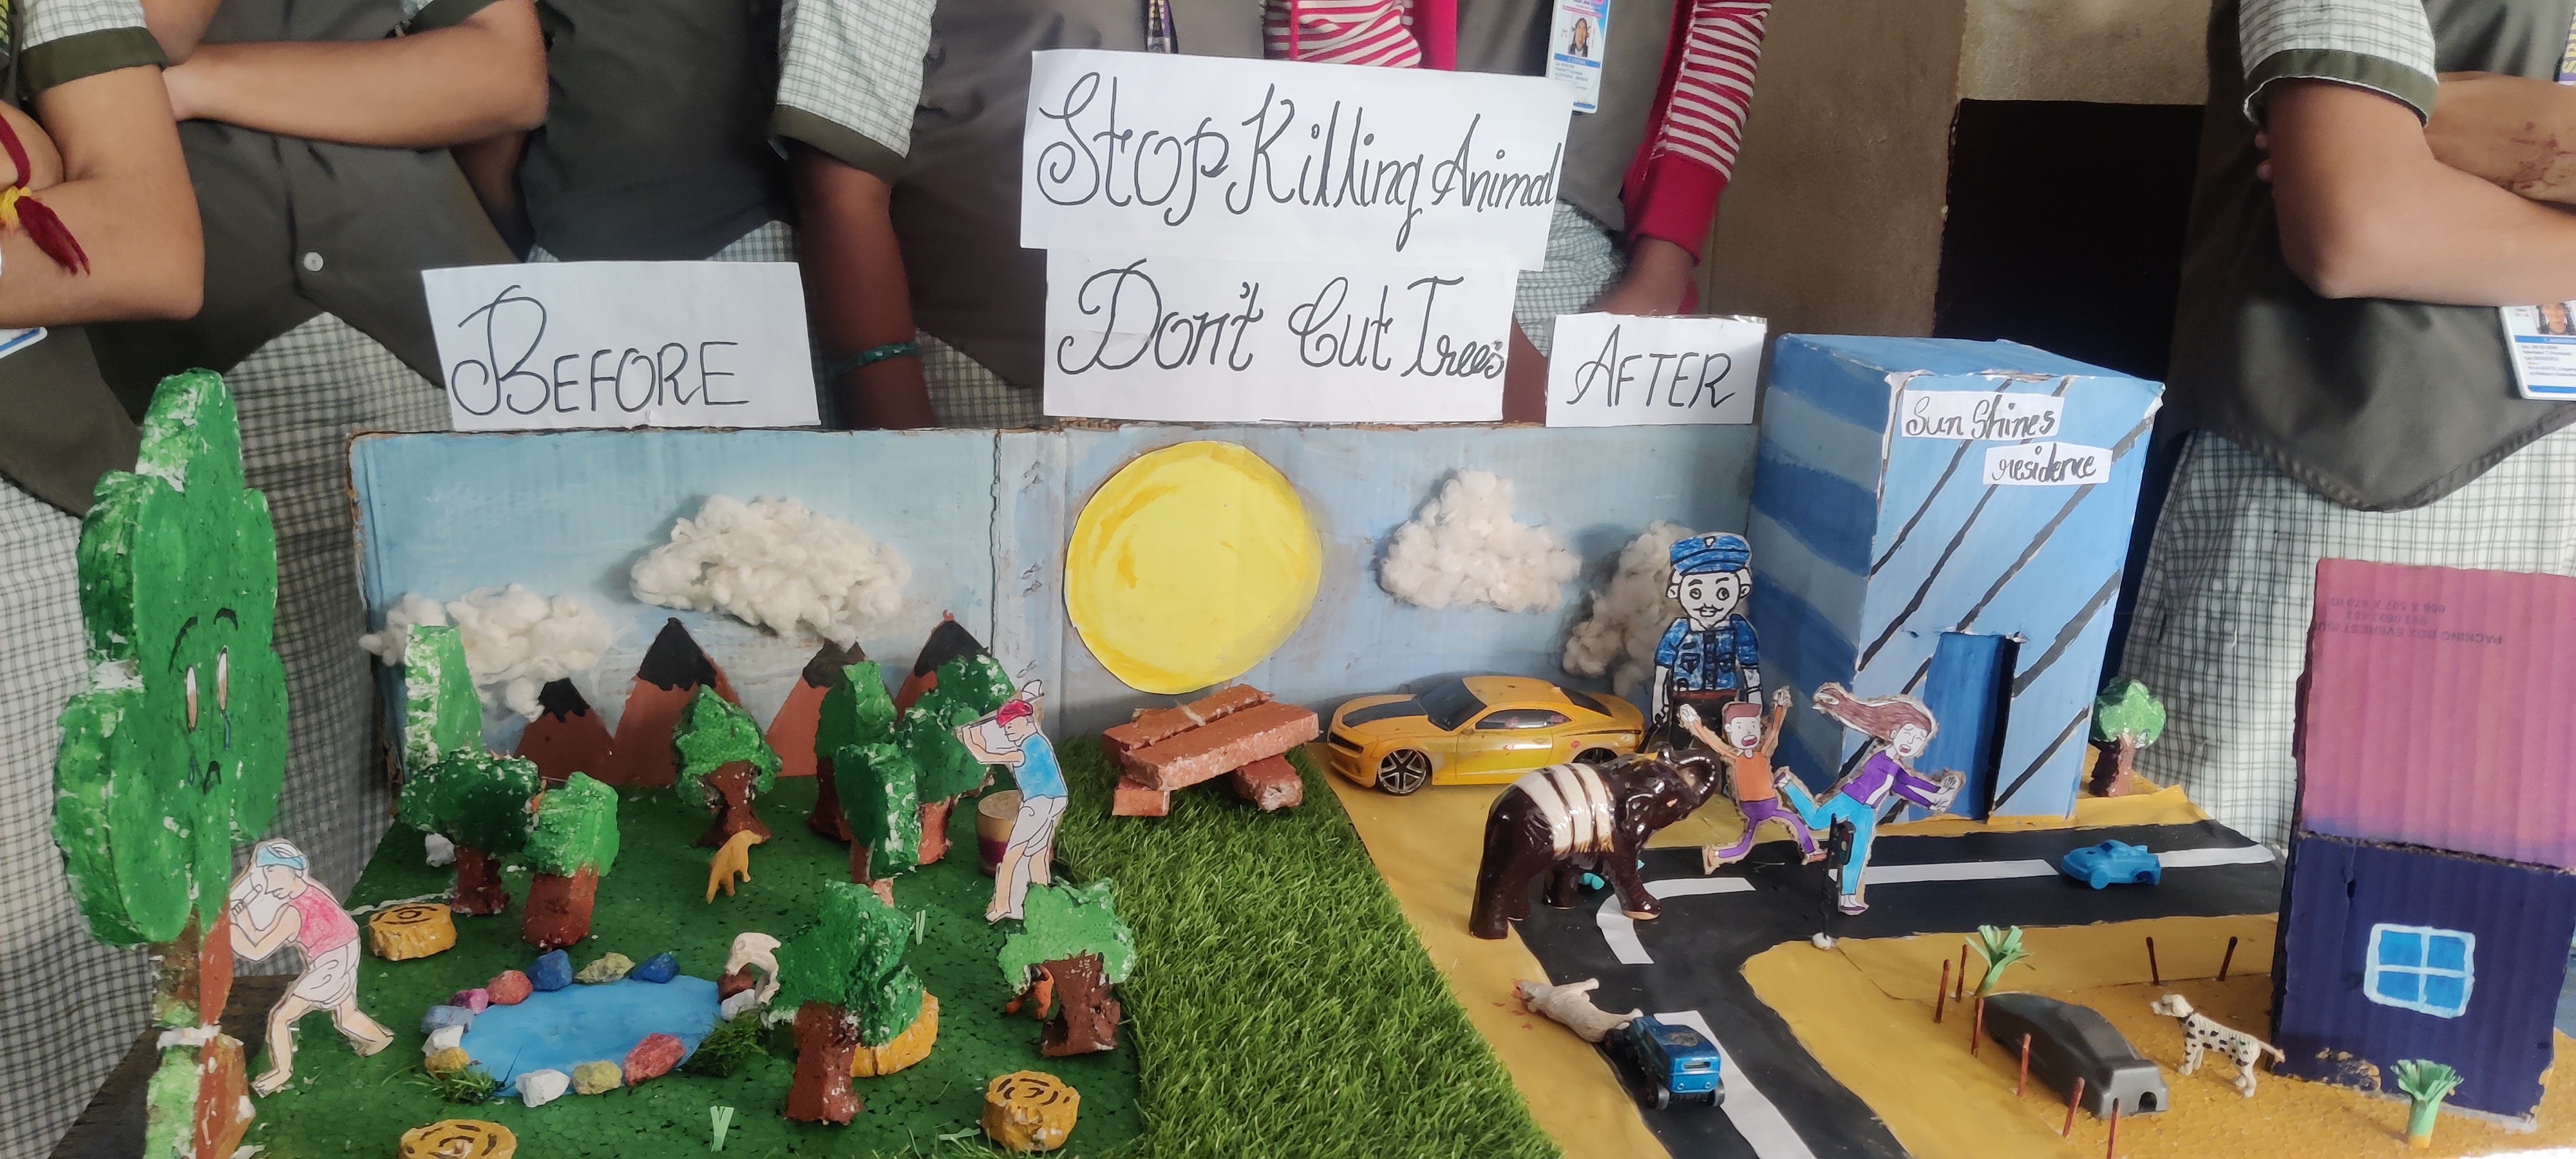 Stop Killing Animal
Don't Cut Trees
BEFORE
AFTER
Sun Shines
residence